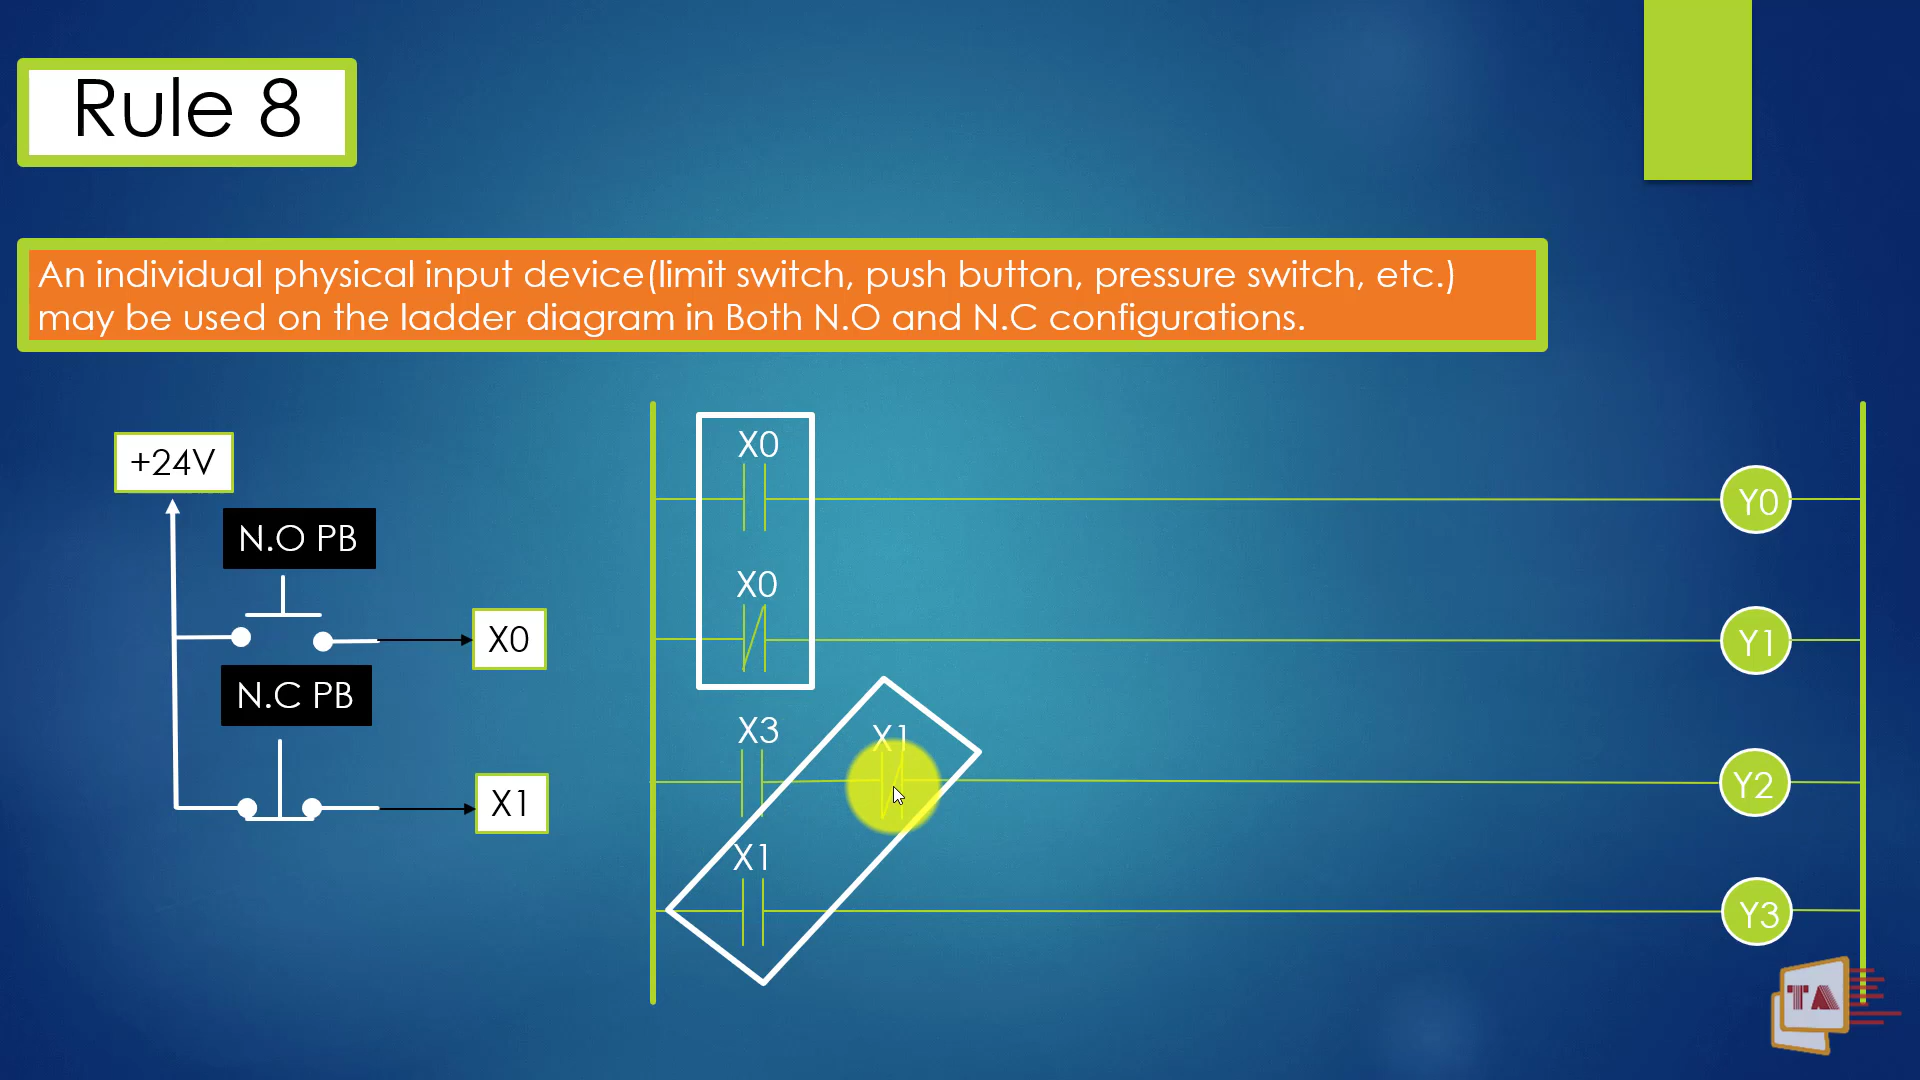 Rule 8
An individual physical input device(limit switch, push button, pressure switch, etc.)
may be used on the ladder diagram in Both N.O and N.C configurations.
+24V
N.O PB
X0
N.C PB
X1
X0
Y0
X0
Y1
X3
X1
Y2
X1
Y3
TA